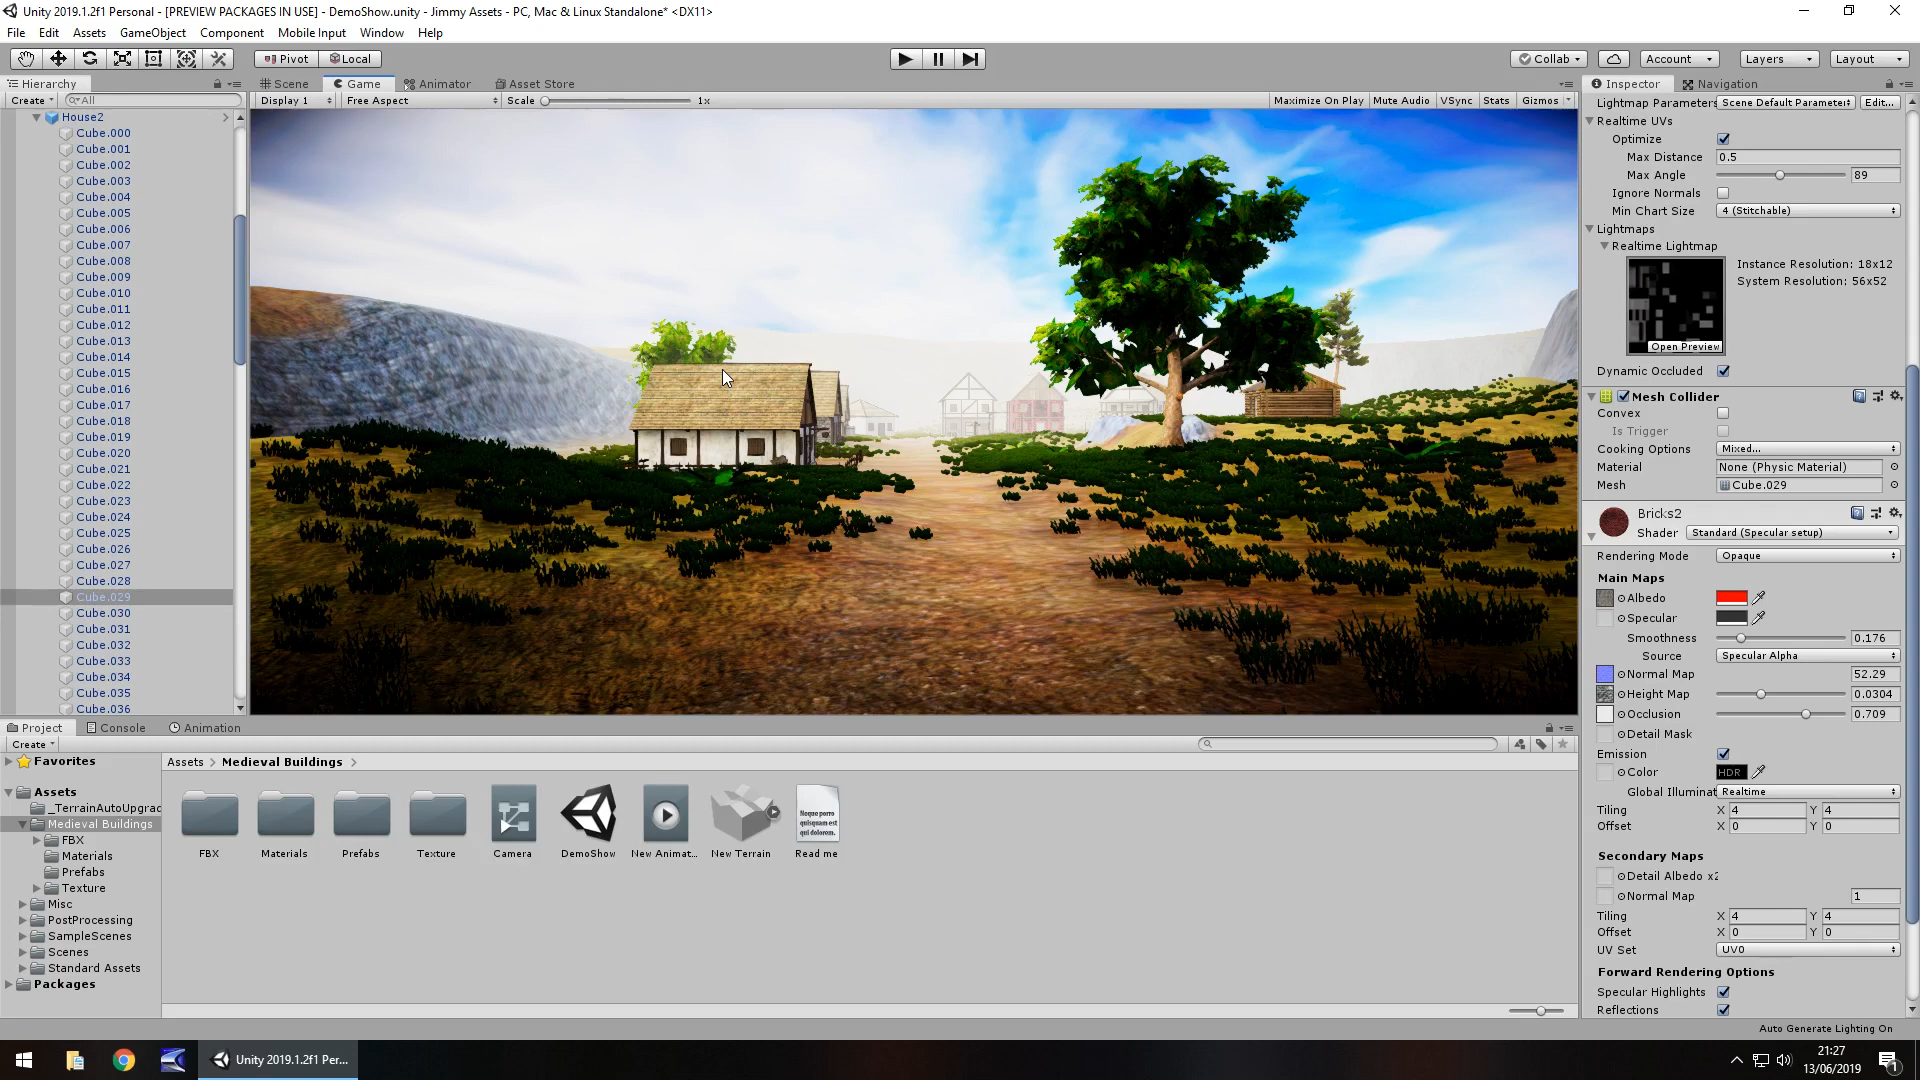 Unity 2019.1.2f1 Personal - [PREVIEW PACKAGES IN USE] - DemoShow.unity - Jimmy Assets - PC, Mac & Linux Standalone* <DX11>
File Edit Assets GameObject Component Mobile Input Window Help
Pivot Local Collab Account Layers Layout
Hierarchy
Create All
House2
Cube.000
Cube.001
Cube.002
Cube.003
Cube.004
Cube.005
Cube.006
Cube.007
Cube.008
Cube.009
Cube.010
Cube.011
Cube.012
Cube.013
Cube.014
Cube.015
Cube.016
Cube.017
Cube.018
Cube.019
Cube.020
Cube.021
Cube.022
Cube.023
Cube.024
Cube.025
Cube.026
Cube.027
Cube.028
Cube.029
Cube.030
Cube.031
Cube.032
Cube.033
Cube.034
Cube.035
Cube.036
Scene Game Animator Asset Store
Display 1 Free Aspect Scale 1x Maximize On Play Mute Audio VSync Stats Gizmos
Inspector Navigation
Lightmap Parameters Scene Default Parameter Edit...
Realtime UVs
Optimize
Max Distance 0.5
Max Angle 89
Ignore Normals
Min Chart Size 4 (Stitchable)
Lightmaps
Realtime Lightmap
Instance Resolution: 18x12
System Resolution: 56x52
Open Preview
Dynamic Occluded
Mesh Collider
Convex
Is Trigger
Cooking Options Mixed...
Material None (Physic Material)
Mesh Cube.029
Bricks2
Shader Standard (Specular setup)
Rendering Mode Opaque
Main Maps
Albedo
Specular
Smoothness 0.176
Source Specular Alpha
Normal Map 52.29
Height Map 0.0304
Occlusion 0.709
Detail Mask
Emission
Color HDR
Global Illuminat Realtime
Tiling X 4 Y 4
Offset X 0 Y 0
Secondary Maps
Detail Albedo x2
Normal Map 1
Tiling X 4 Y 4
Offset X 0 Y 0
UV Set UV0
Forward Rendering Options
Specular Highlights
Reflections
Project Console Animation
Create
Favorites
Assets
_TerrainAutoUpgrad
Medieval Buildings
FBX
Materials
Prefabs
Texture
Misc
PostProcessing
SampleScenes
Scenes
Standard Assets
Packages
Assets > Medieval Buildings >
Neque porro
quisquam est
qui dolorem.
FBX Materials Prefabs Texture Camera DemoShow New Animat... New Terrain Read me
Auto Generate Lighting On
Unity 2019.1.2f1 Per...
21:27
13/06/2019
1